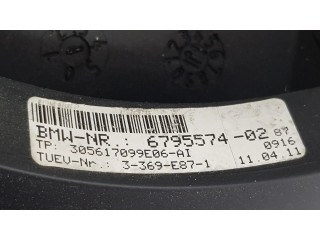 BMW-NR.: 6795574-02 87
TP: 305617099E06-AI 0916
TUEV-Nr.: 3-369-E87-1 11.04.11